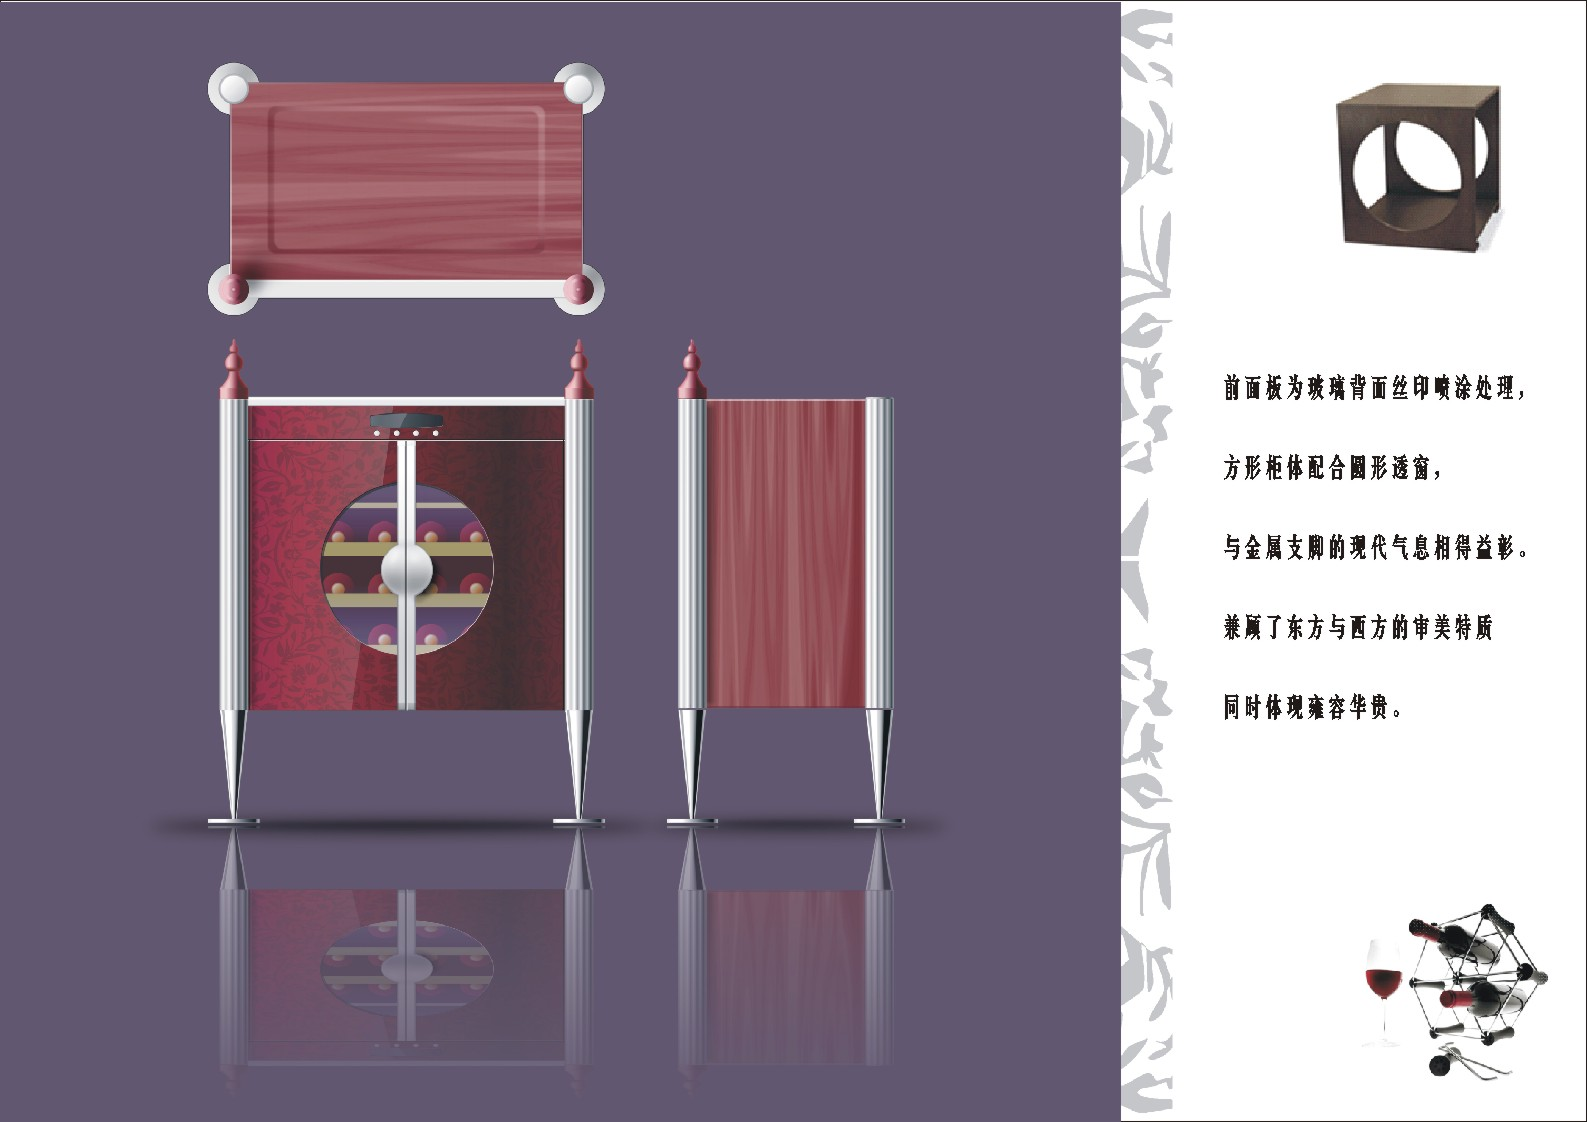 前面板为玻璃背面丝印喷涂处理，
方形柜体配合圆形透窗，
与金属支脚的现代气息相得益彰。
兼顾了东方与西方的审美特质
同时体现雍容华贵。